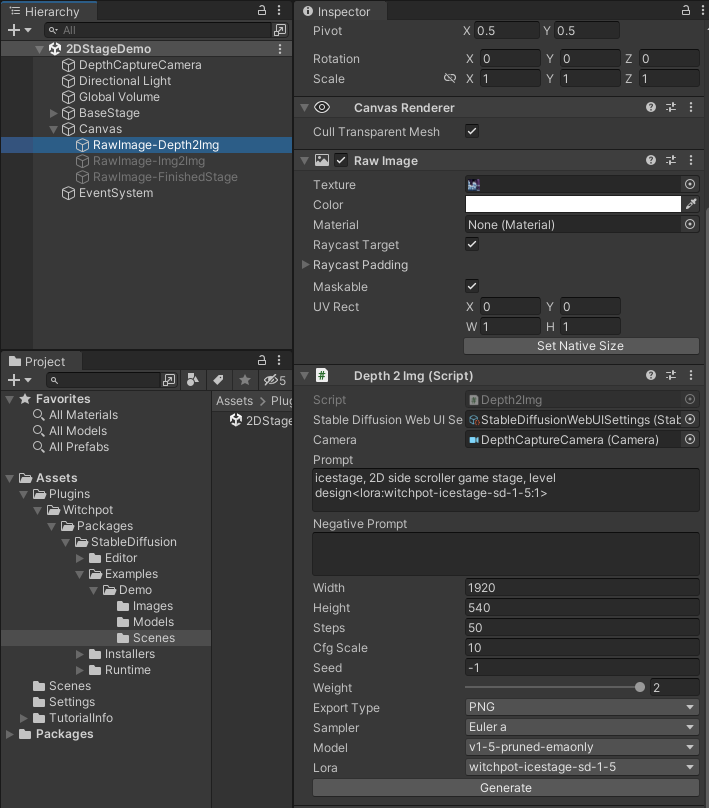 Hierarchy
All
2DStageDemo
DepthCaptureCamera
Directional Light
Global Volume
BaseStage
Canvas
RawImage-Depth2Img
RawImage-Img2Img
RawImage-FinishedStage
EventSystem
Project
5
Favorites
All Materials
All Models
All Prefabs
Assets
Plugins
Witchpot
Packages
StableDiffusion
Editor
Examples
Demo
Images
Models
Scenes
Installers
Runtime
Scenes
Settings
TutorialInfo
Packages
Assets > Plug
2DStage
Inspector
Pivot X 0.5 Y 0.5
Rotation X 0 Y 0 Z 0
Scale X 1 Y 1 Z 1
Canvas Renderer
Cull Transparent Mesh
Raw Image
Texture
Color
Material None (Material)
Raycast Target
Raycast Padding
Maskable
UV Rect X 0 Y 0
W 1 H 1
Set Native Size
# Depth 2 Img (Script)
Script Depth2Img
Stable Diffusion Web UI Se StableDiffusionWebUISettings (Stab
Camera DepthCaptureCamera (Camera)
Prompt
icestage, 2D side scroller game stage, level
design<lora:witchpot-icestage-sd-1-5:1>
Negative Prompt
Width 1920
Height 540
Steps 50
Cfg Scale 10
Seed -1
Weight 2
Export Type PNG
Sampler Euler a
Model v1-5-pruned-emaonly
Lora witchpot-icestage-sd-1-5
Generate